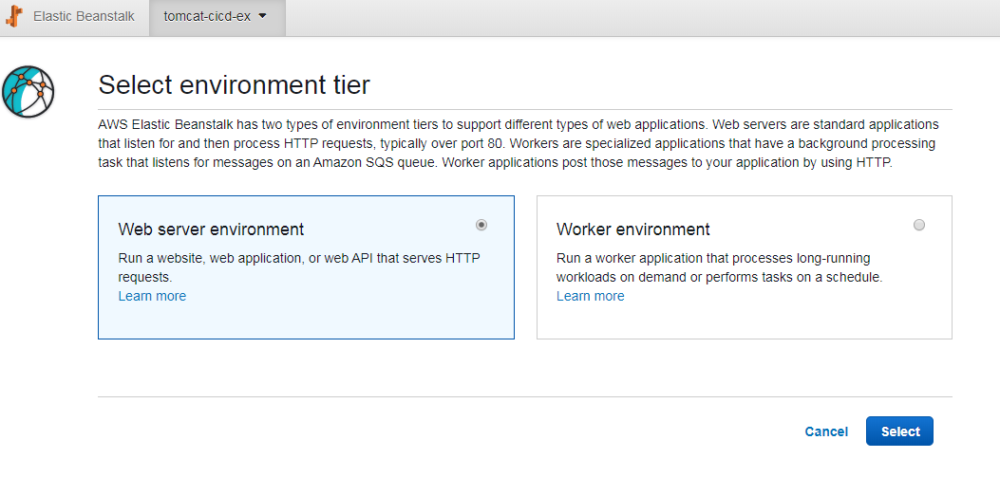 Elastic Beanstalk
tomcat-cicd-ex
Select environment tier
AWS Elastic Beanstalk has two types of environment tiers to support different types of web applications. Web servers are standard applications
that listen for and then process HTTP requests, typically over port 80. Workers are specialized applications that have a background processing
task that listens for messages on an Amazon SQS queue. Worker applications post those messages to your application by using HTTP.
Web server environment
Run a website, web application, or web API that serves HTTP
requests.
Learn more
Worker environment
Run a worker application that processes long-running
workloads on demand or performs tasks on a schedule.
Learn more
Cancel
Select